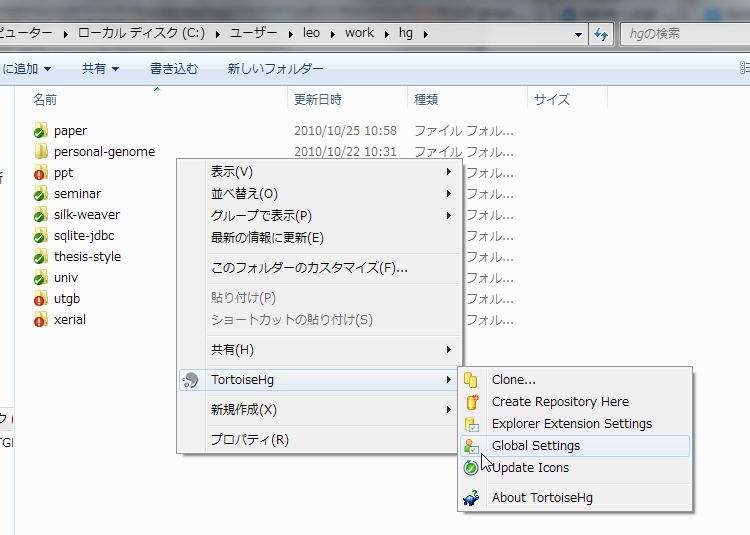 ピューター ▸ ローカル ディスク (C:) ▸ ユーザー ▸ leo ▸ work ▸ hg ▸
hgの検索
に追加 共有 書き込む 新しいフォルダー
名前 更新日時 種類 サイズ
paper 2010/10/25 10:58 ファイル フォル...
personal-genome 2010/10/22 10:31 ファイル フォル...
ppt フォル...
seminar フォル...
silk-weaver フォル...
sqlite-jdbc フォル...
thesis-style フォル...
univ フォル...
utgb フォル...
xerial フォル...
表示(V)
並べ替え(O)
グループで表示(P)
最新の情報に更新(E)
このフォルダーのカスタマイズ(F)...
貼り付け(P)
ショートカットの貼り付け(S)
共有(H)
TortoiseHg
新規作成(X)
プロパティ(R)
Clone...
Create Repository Here
Explorer Extension Settings
Global Settings
Update Icons
About TortoiseHg